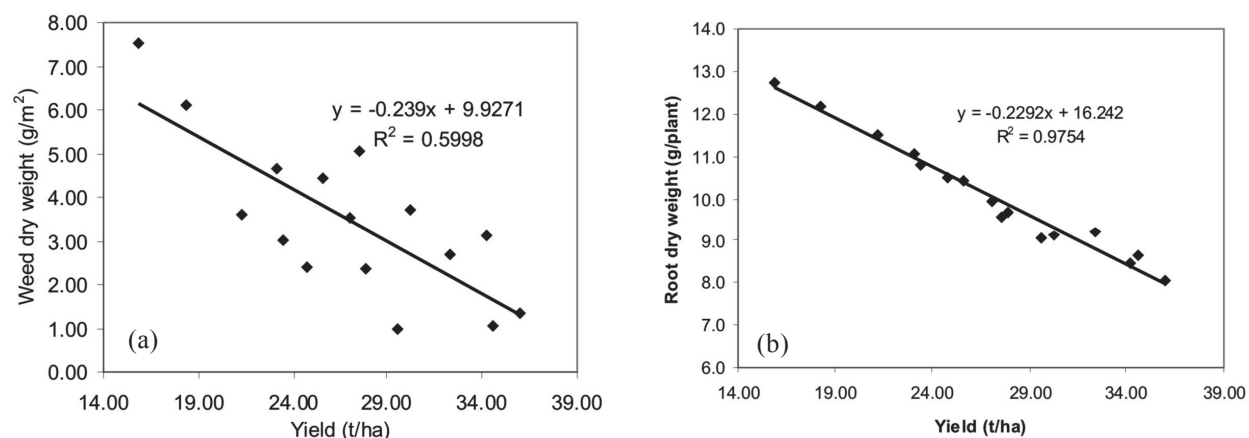 8.00
7.00
6.00
5.00
4.00
3.00
2.00
1.00
0.00
Weed dry weight (g/m²)
y = -0.239x + 9.9271
R² = 0.5998
(a)
14.00 19.00 24.00 29.00 34.00 39.00
Yield (t/ha)
14.0
13.0
12.0
11.0
10.0
9.0
8.0
7.0
6.0
Root dry weight (g/plant)
y = -0.2292x + 16.242
R² = 0.9754
(b)
14.00 19.00 24.00 29.00 34.00 39.00
Yield (t/ha)